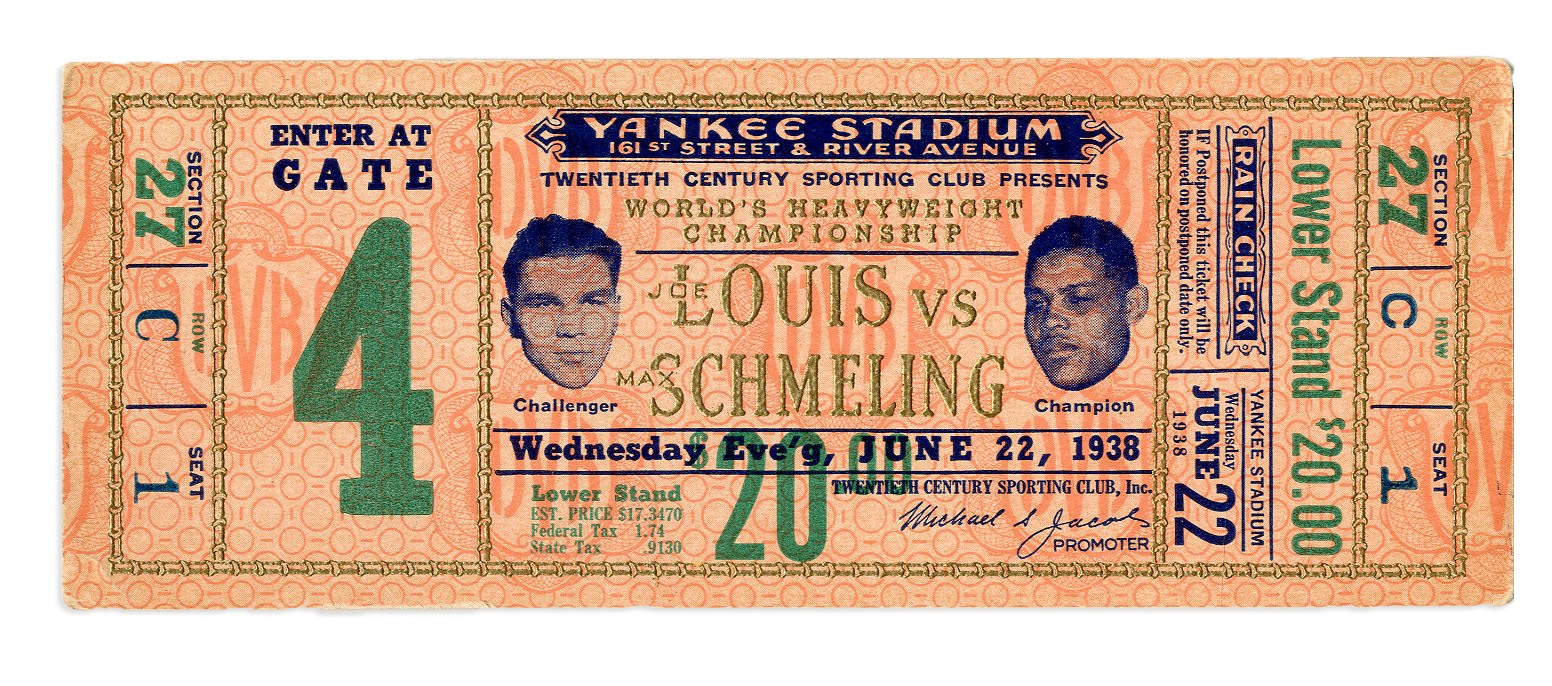 SECTION
27
ROW
C
SEAT
1
ENTER AT
GATE
4
YANKEE STADIUM
161ST STREET & RIVER AVENUE
TWENTIETH CENTURY SPORTING CLUB PRESENTS
WORLD'S HEAVYWEIGHT
CHAMPIONSHIP
JOE LOUIS VS
MAX SCHMELING
Challenger
Champion
Wednesday Eve'g, JUNE 22, 1938
$20.00
Lower Stand
EST. PRICE $17.3470
Federal Tax 1.74
State Tax .9130
TWENTIETH CENTURY SPORTING CLUB, Inc.
Michael S Jacobs
PROMOTER
RAIN CHECK
IF Postponed this ticket will be
honored on postponed date only.
YANKEE STADIUM
Wednesday
JUNE 22
1938
Lower Stand $20.00
SECTION
27
ROW
C
SEAT
1